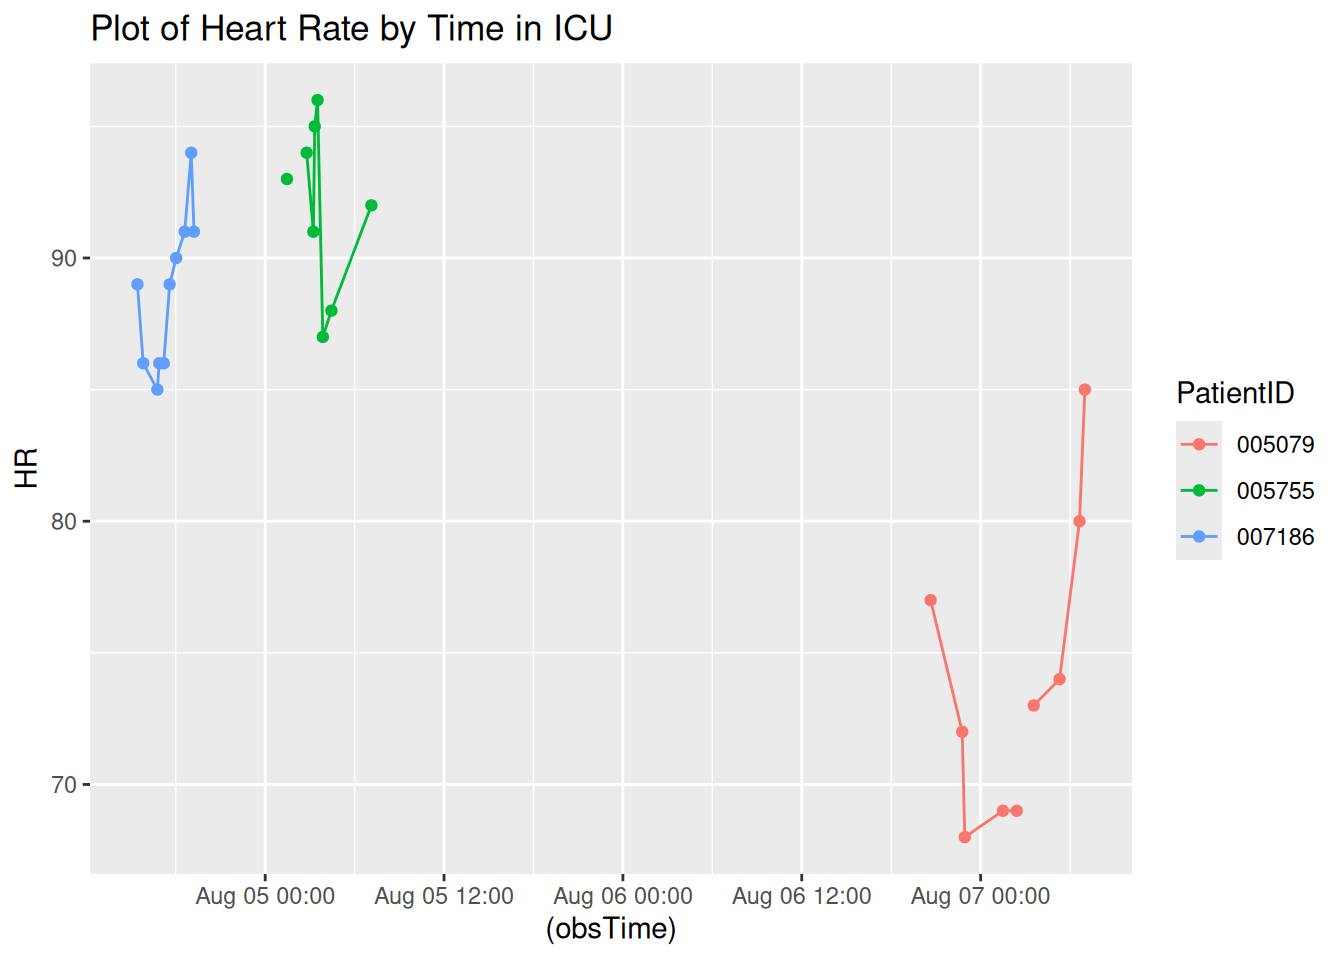 Plot of Heart Rate by Time in ICU
HR
90
80
70
Aug 05 00:00
Aug 05 12:00
Aug 06 00:00
Aug 06 12:00
Aug 07 00:00
(obsTime)
PatientID
005079
005755
007186